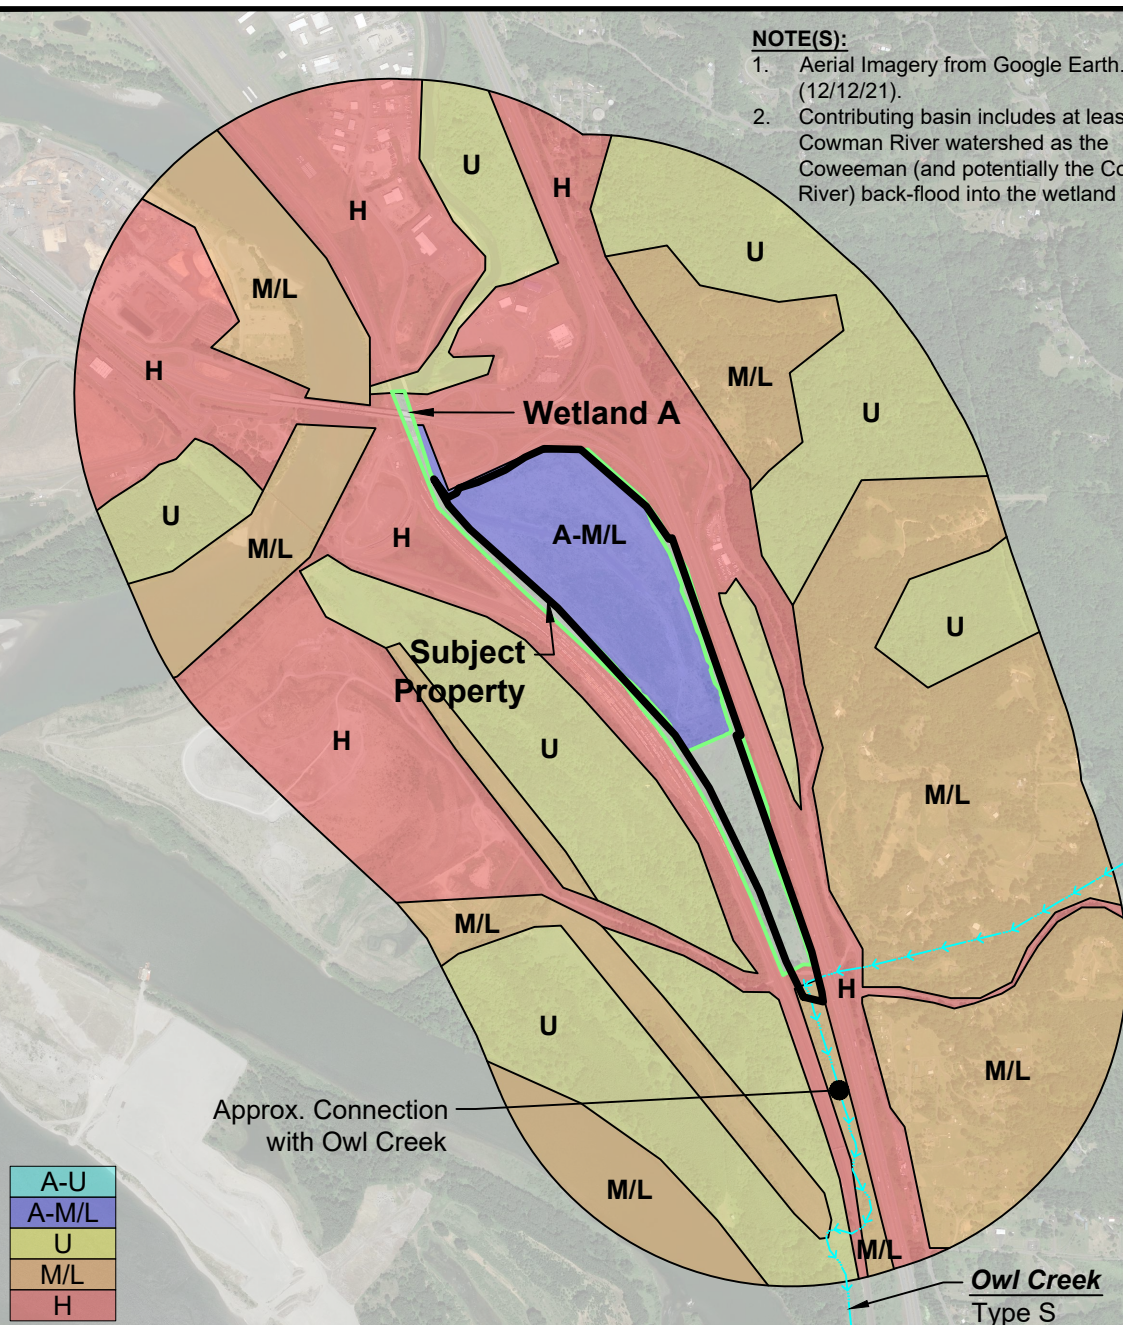 NOTE(S):
1. Aerial Imagery from Google Earth.
(12/12/21).
2. Contributing basin includes at leas
Cowman River watershed as the
Coweeman (and potentially the Co
River) back-flood into the wetland
U
H
H
U
M/L
H
M/L
U
Wetland A
U
H
A-M/L
M/L
U
Subject
Property
H
U
M/L
M/L
H
U
M/L
Approx. Connection
with Owl Creek
M/L
M/L
Owl Creek
Type S
A-U
A-M/L
U
M/L
H